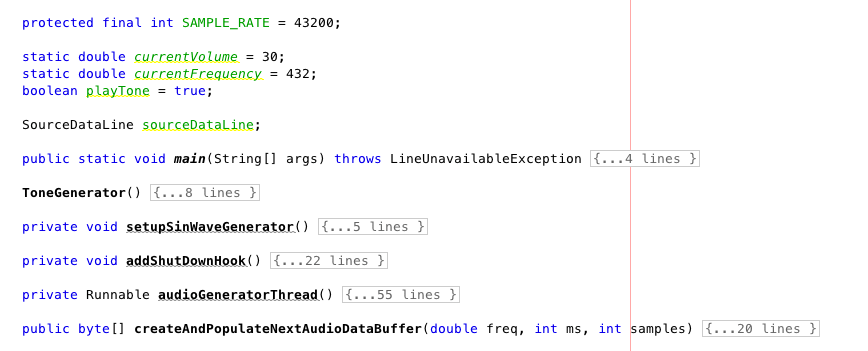 protected final int SAMPLE_RATE = 43200;
static double currentVolume = 30;
static double currentFrequency = 432;
boolean playTone = true;
SourceDataLine sourceDataLine;
public static void main(String[] args) throws LineUnavailableException {...4 lines }
ToneGenerator() {...8 lines }
private void setupSinWaveGenerator() {...5 lines }
private void addShutDownHook() {...22 lines }
private Runnable audioGeneratorThread() {...55 lines }
public byte[] createAndPopulateNextAudioDataBuffer(double freq, int ms, int samples) {...20 lines }